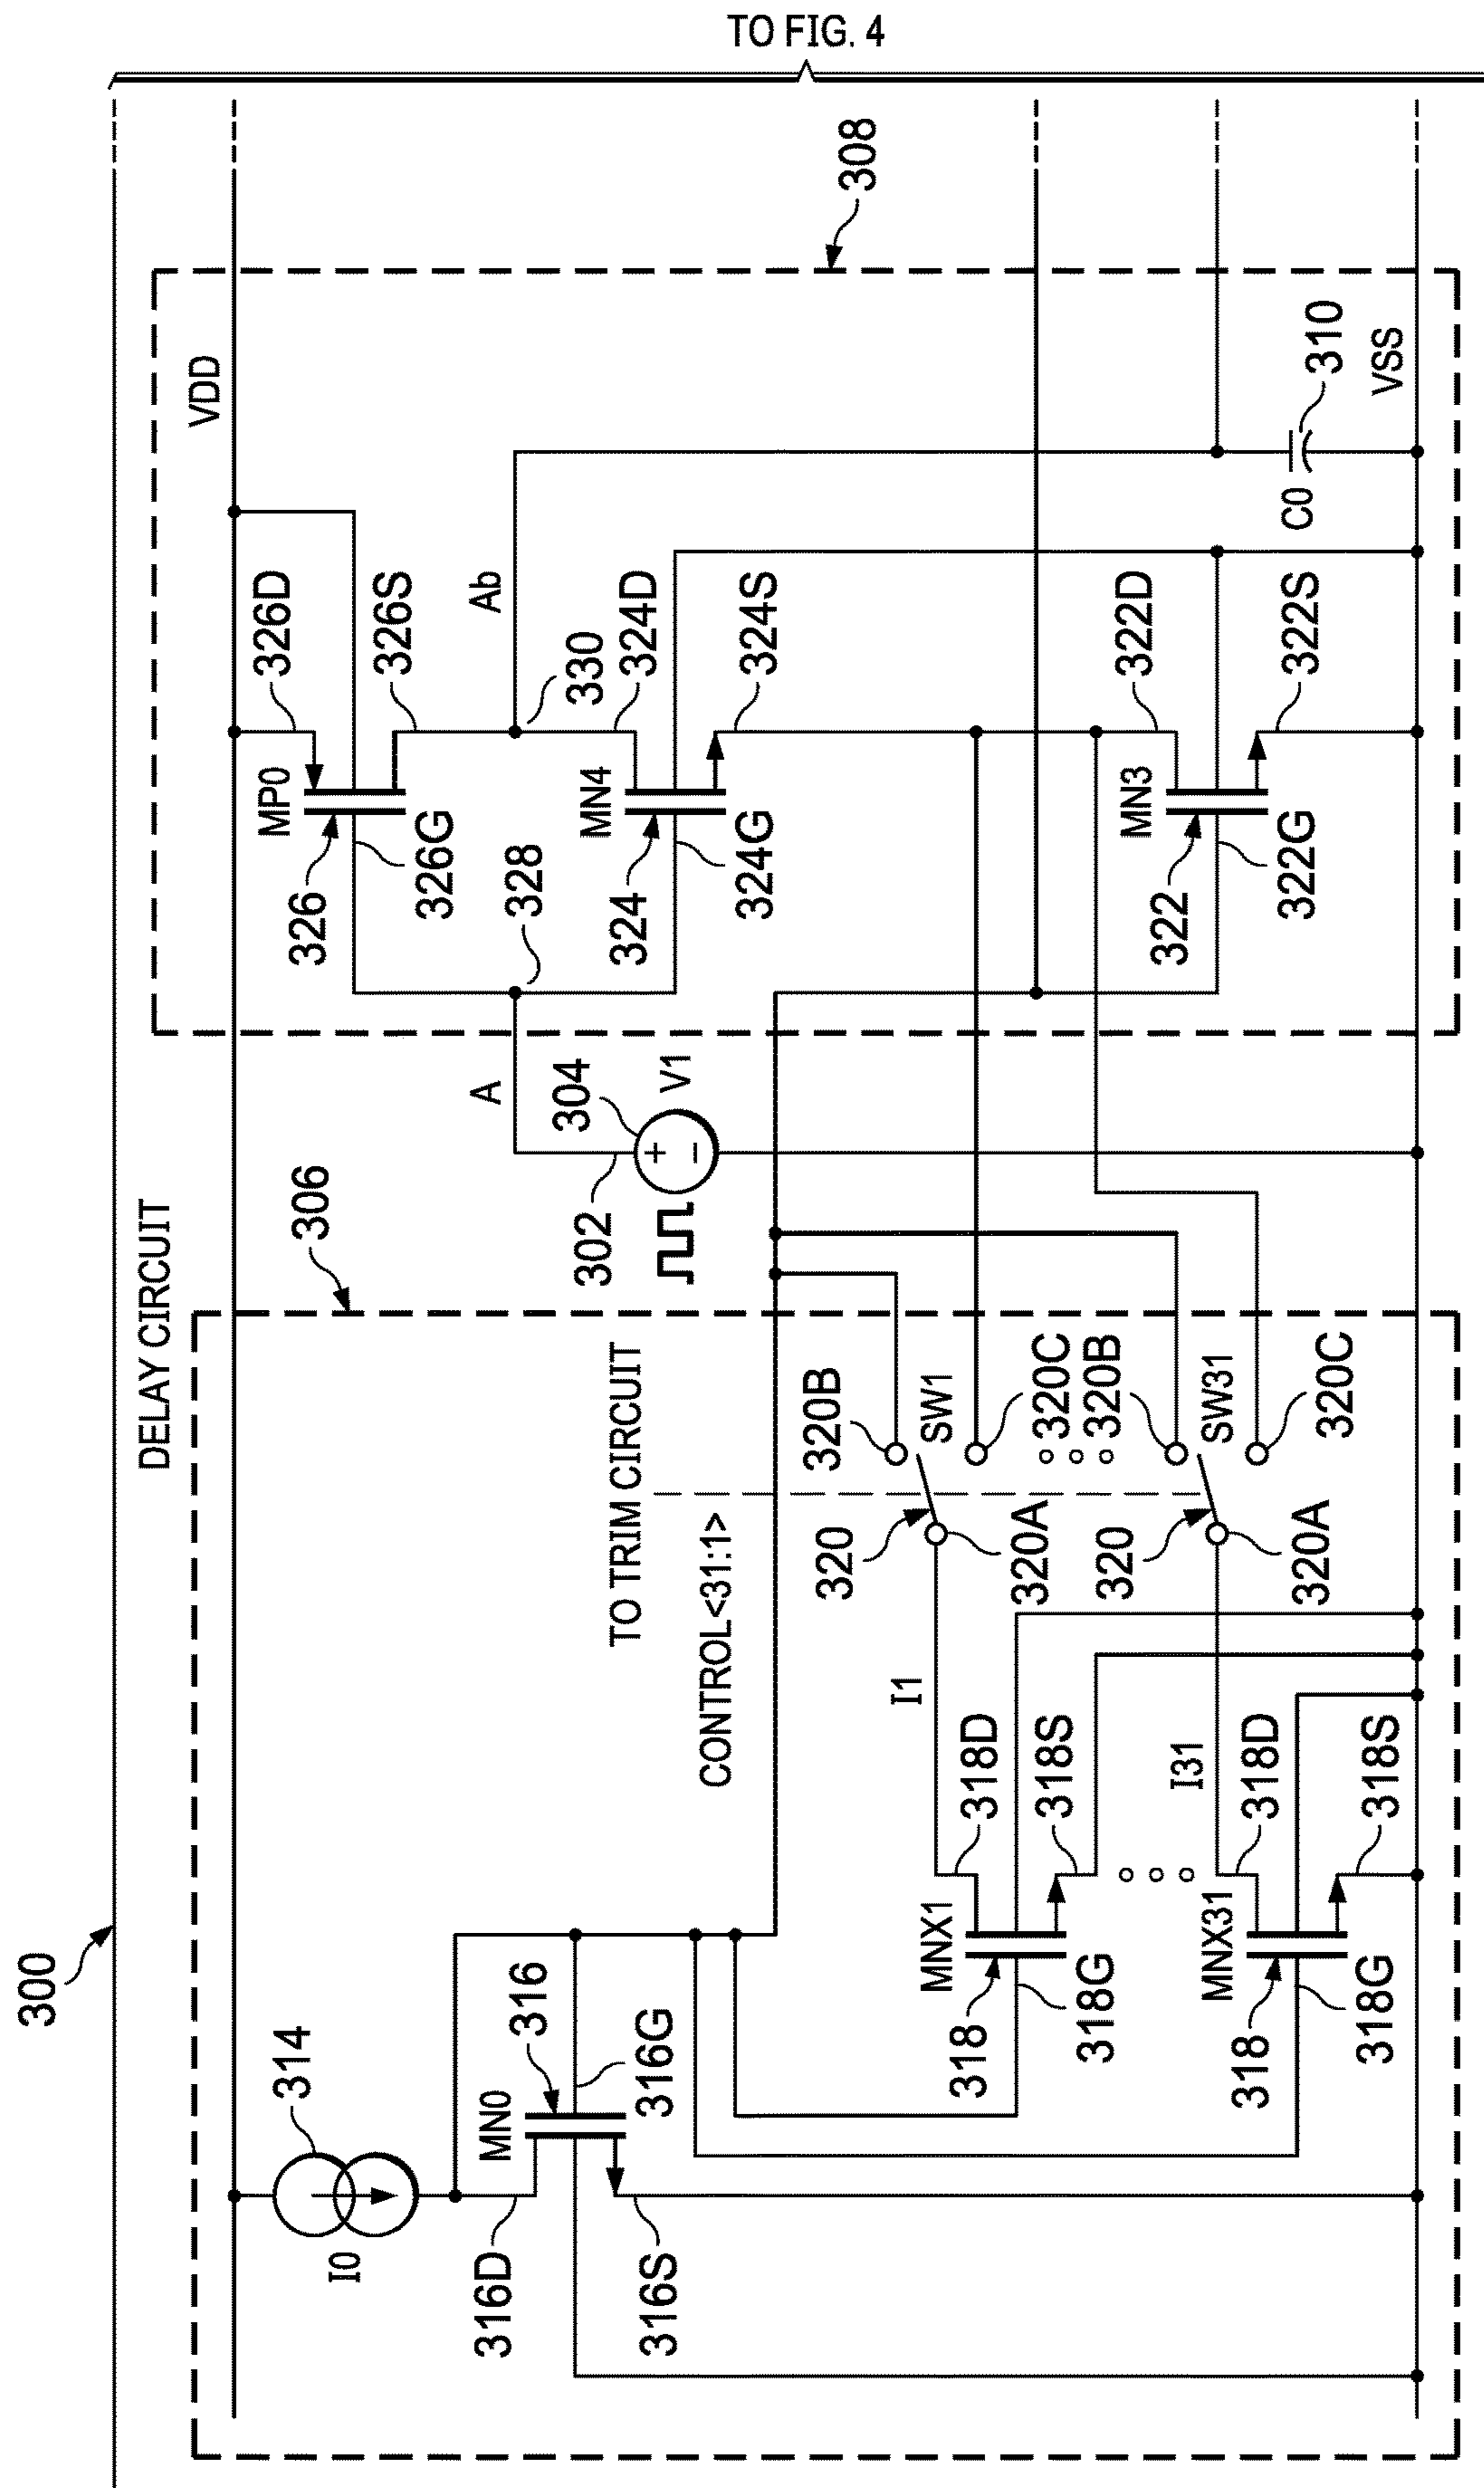 TO FIG. 4
DELAY CIRCUIT
300
306
308
VDD
314
I0
316D
MN0
316
316G
316S
TO TRIM CIRCUIT
CONTROL<31:1>
I1
318D
MNX1
318
318G
318S
I31
318D
MNX31
318
318G
318S
320
320A
320B
SW1
320C
320
320A
320B
SW31
320C
A
302
304
V1
+
−
328
326D
MP0
326
326G
326S
Ab
330
324D
MN4
324
324G
324S
322D
MN3
322
322G
322S
C0
310
VSS